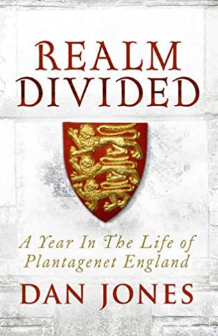 REALM
DIVIDED
A Year In The Life of
Plantagenet England
DAN JONES